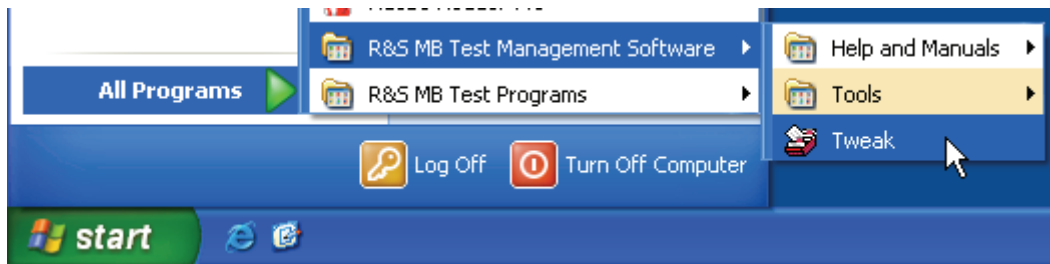 R&S MB Test Management Software
Help and Manuals
All Programs
R&S MB Test Programs
Tools
Tweak
Log Off
Turn Off Computer
start